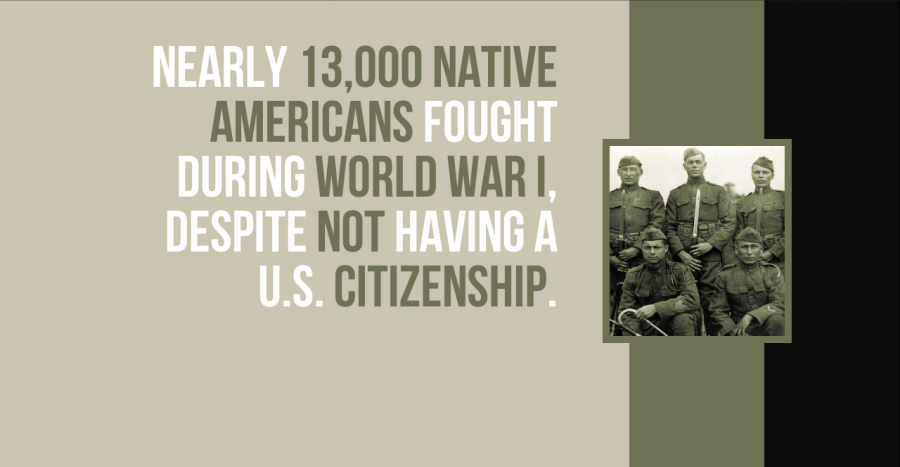 NEARLY 13,000 NATIVE
AMERICANS FOUGHT
DURING WORLD WAR I,
DESPITE NOT HAVING A
U.S. CITIZENSHIP.